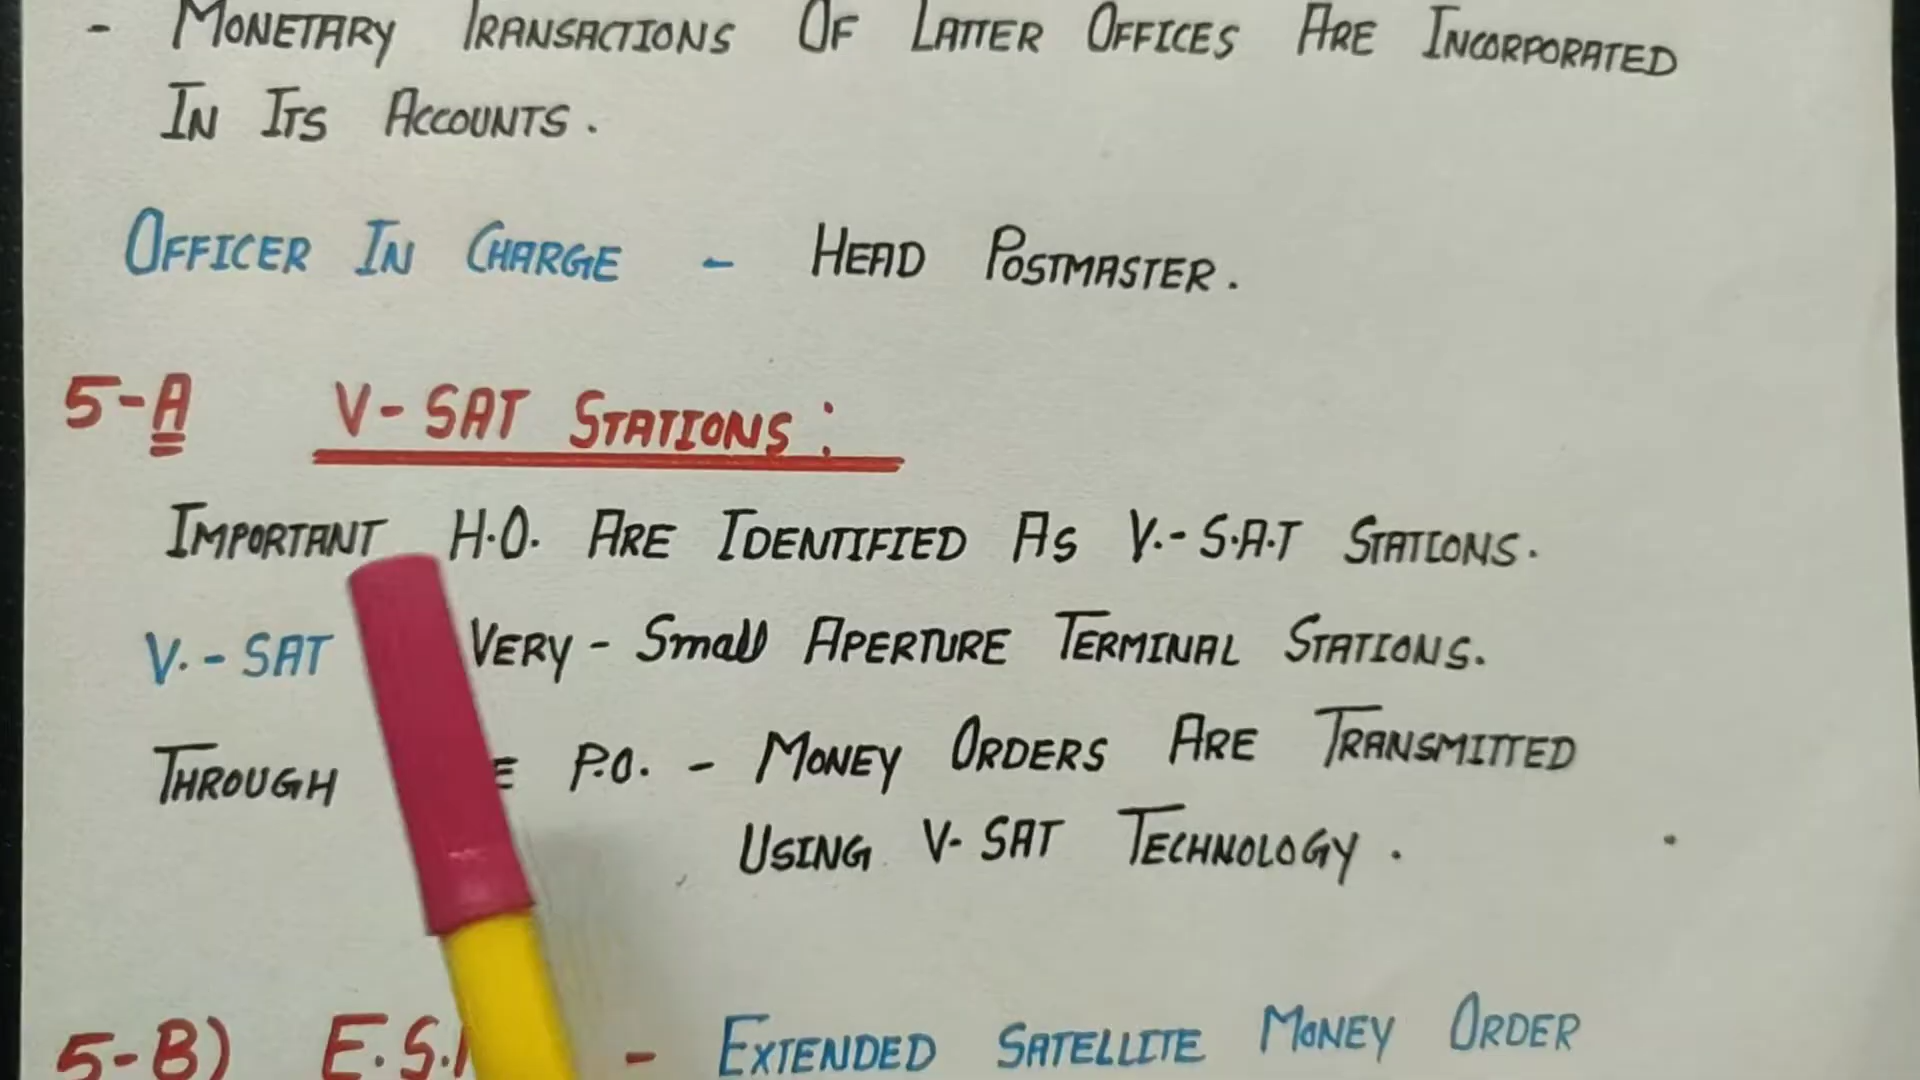 - MONETARY TRANSACTIONS OF LATTER OFFICES ARE INCORPORATED
IN ITS ACCOUNTS.
OFFICER IN CHARGE - HEAD POSTMASTER.
5-A V-SAT STATIONS:
IMPORTANT H.O. ARE IDENTIFIED AS V.-S.A.T STATIONS.
V.-SAT VERY-Small APERTURE TERMINAL STATIONS.
THROUGH P.O. - MONEY ORDERS ARE TRANSMITTED
USING V-SAT TECHNOLOGY.
5-B) E.S. - EXTENDED SATELLITE MONEY ORDER